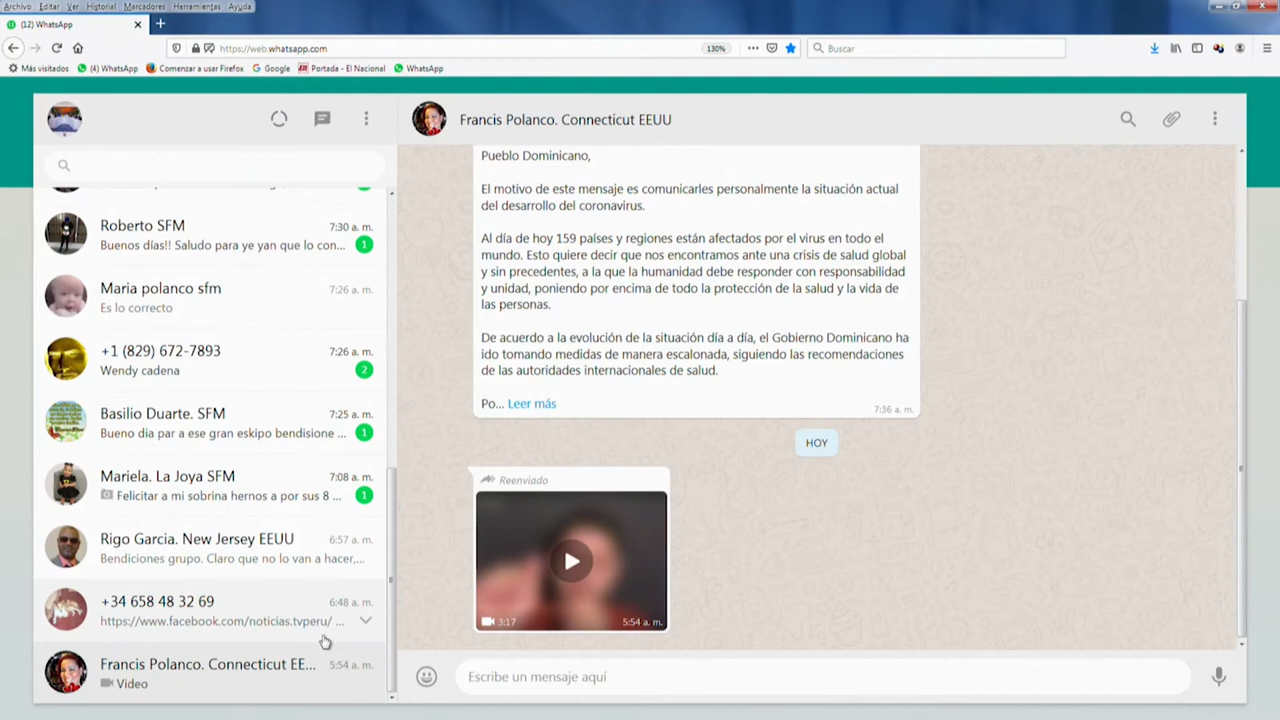 Archivo Editar Ver Historial Marcadores Herramientas Ayuda
(12) WhatsApp
https://web.whatsapp.com
130%
Buscar
Más visitados (4) WhatsApp Comenzar a usar Firefox Google Portada - El Nacional WhatsApp
Francis Polanco. Connecticut EEUU
Roberto SFM 7:30 a. m.
Buenos días!! Saludo para ye yan que lo con... 1
Maria polanco sfm 7:26 a. m.
Es lo correcto
+1 (829) 672-7893 7:26 a. m.
Wendy cadena 2
Basilio Duarte. SFM 7:25 a. m.
Bueno dia par a ese gran eskipo bendisione ... 1
Mariela. La Joya SFM 7:08 a. m.
Felicitar a mi sobrina hernos a por sus 8 ... 1
Rigo Garcia. New Jersey EEUU 6:57 a. m.
Bendiciones grupo. Claro que no lo van a hacer,...
+34 658 48 32 69 6:48 a. m.
https://www.facebook.com/noticias.tvperu/ ...
Francis Polanco. Connecticut EE... 5:54 a. m.
Video
Pueblo Dominicano,
El motivo de este mensaje es comunicarles personalmente la situación actual
del desarrollo del coronavirus.
Al día de hoy 159 países y regiones están afectados por el virus en todo el
mundo. Esto quiere decir que nos encontramos ante una crisis de salud global
y sin precedentes, a la que la humanidad debe responder con responsabilidad
y unidad, poniendo por encima de todo la protección de la salud y la vida de
las personas.
De acuerdo a la evolución de la situación día a día, el Gobierno Dominicano ha
ido tomando medidas de manera escalonada, siguiendo las recomendaciones
de las autoridades internacionales de salud.
Po... Leer más
7:36 a. m.
HOY
Reenviado
3:17 5:54 a. m.
Escribe un mensaje aquí